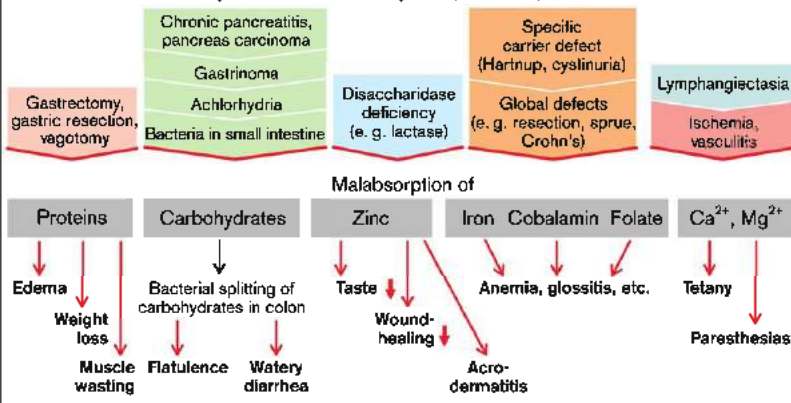 Chronic pancreatitis,
pancreas carcinoma
Gastrinoma
Achlorhydria
Bacteria in small intestine
Gastrectomy,
gastric resection,
vagotomy
Disaccharidase
deficiency
(e. g. lactase)
Specific
carrier defect
(Hartnup, cyslinuria)
Global defects
(e. g. resection, sprue,
Crohn's)
Lymphangiectasia
Ischemia,
vasculitis
Malabsorption of
Proteins
Carbohydrates
Zinc
Iron Cobalamin Folate
Ca²⁺, Mg²⁺
Edema
Weight
loss
Muscle
wasting
Bacterial splitting of
carbohydrates in colon
Flatulence
Watery
diarrhea
Taste
Wound-
healing
Acro-
dermatitis
Anemia, glossitis, etc.
Tetany
Paresthesias